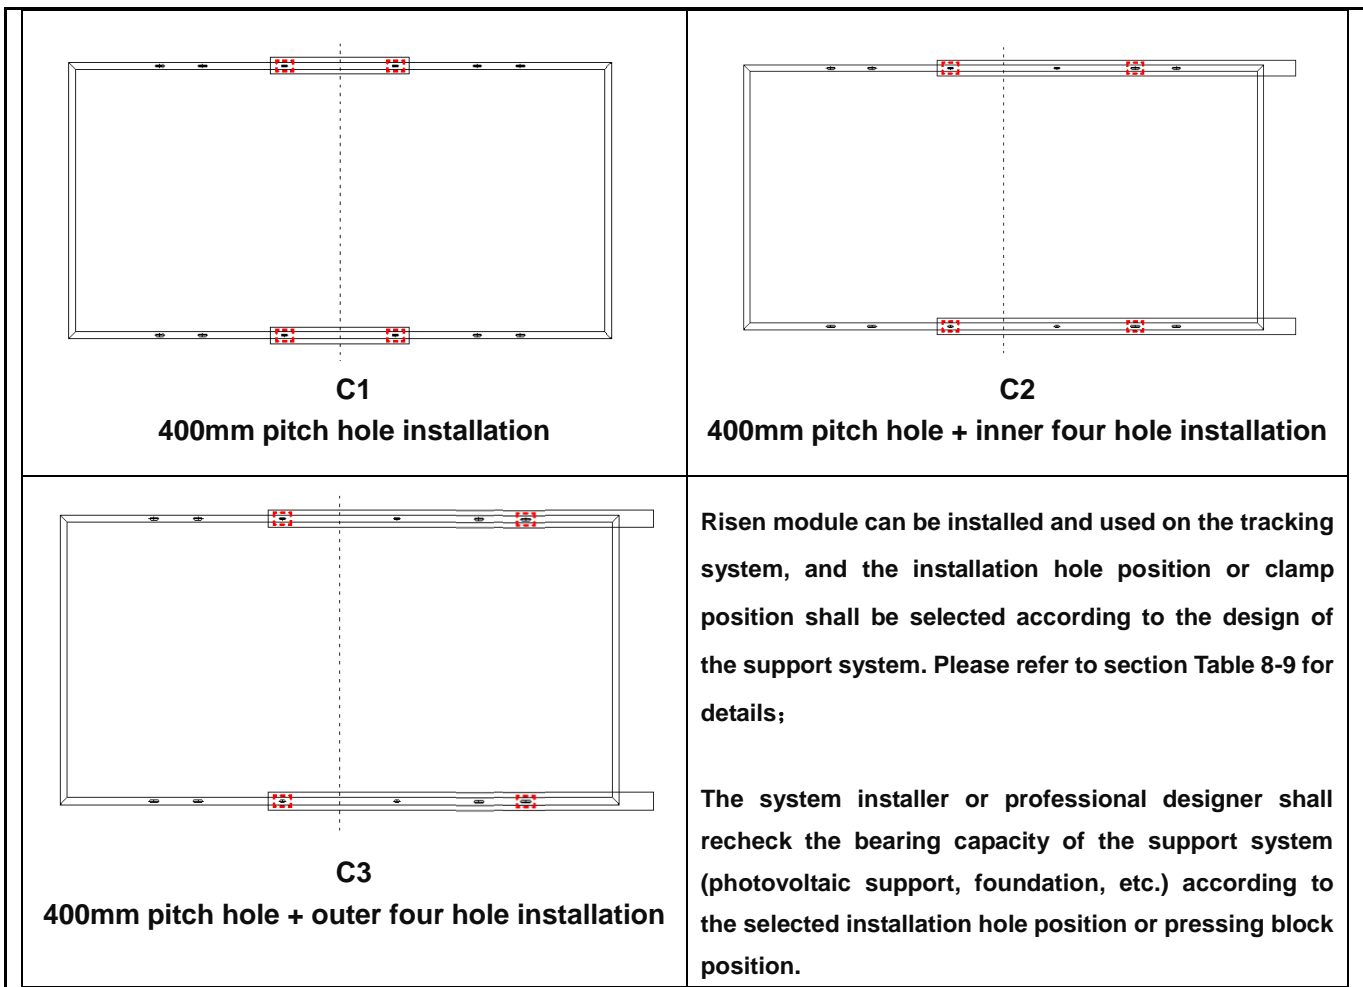 C1
400mm pitch hole installation
C2
400mm pitch hole + inner four hole installation
C3
400mm pitch hole + outer four hole installation
Risen module can be installed and used on the tracking
system, and the installation hole position or clamp
position shall be selected according to the design of
the support system. Please refer to section Table 8-9 for
details；
The system installer or professional designer shall
recheck the bearing capacity of the support system
(photovoltaic support, foundation, etc.) according to
the selected installation hole position or pressing block
position.